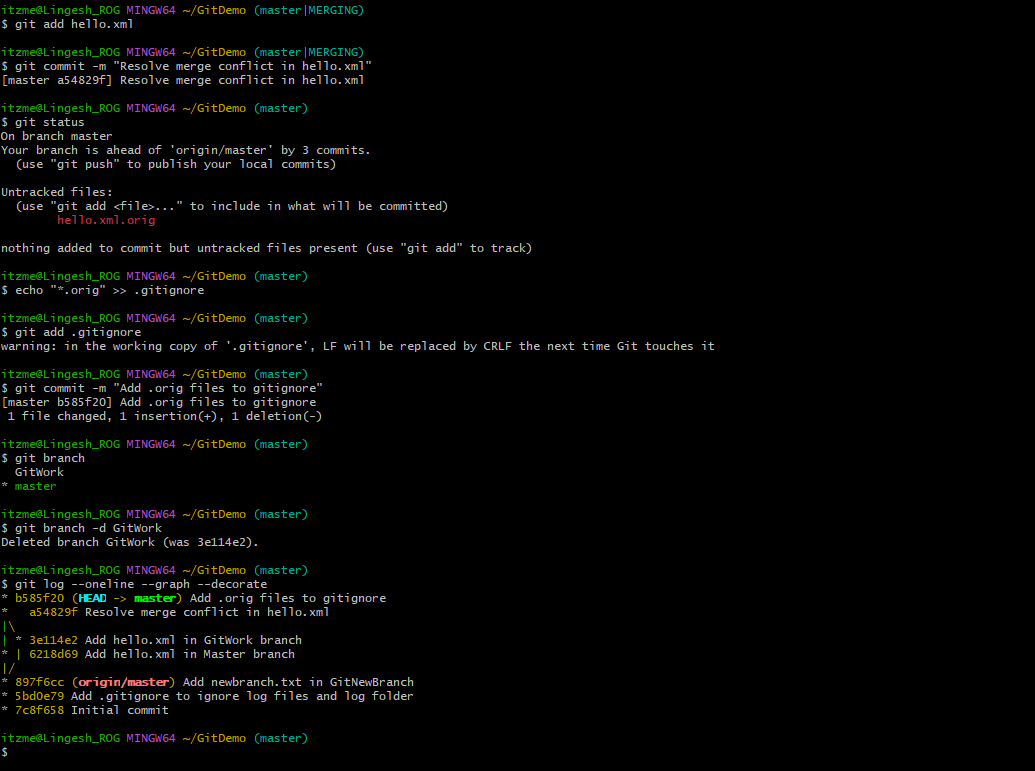 itzme@Lingesh_ROG MINGW64 ~/GitDemo (master|MERGING)
$ git add hello.xml

itzme@Lingesh_ROG MINGW64 ~/GitDemo (master|MERGING)
$ git commit -m "Resolve merge conflict in hello.xml"
[master a54829f] Resolve merge conflict in hello.xml

itzme@Lingesh_ROG MINGW64 ~/GitDemo (master)
$ git status
On branch master
Your branch is ahead of 'origin/master' by 3 commits.
  (use "git push" to publish your local commits)

Untracked files:
  (use "git add <file>..." to include in what will be committed)
        hello.xml.orig

nothing added to commit but untracked files present (use "git add" to track)

itzme@Lingesh_ROG MINGW64 ~/GitDemo (master)
$ echo "*.orig" >> .gitignore

itzme@Lingesh_ROG MINGW64 ~/GitDemo (master)
$ git add .gitignore
warning: in the working copy of '.gitignore', LF will be replaced by CRLF the next time Git touches it

itzme@Lingesh_ROG MINGW64 ~/GitDemo (master)
$ git commit -m "Add .orig files to gitignore"
[master b585f20] Add .orig files to gitignore
 1 file changed, 1 insertion(+), 1 deletion(-)

itzme@Lingesh_ROG MINGW64 ~/GitDemo (master)
$ git branch
  GitWork
* master

itzme@Lingesh_ROG MINGW64 ~/GitDemo (master)
$ git branch -d GitWork
Deleted branch GitWork (was 3e114e2).

itzme@Lingesh_ROG MINGW64 ~/GitDemo (master)
$ git log --oneline --graph --decorate
* b585f20 (HEAD -> master) Add .orig files to gitignore
*   a54829f Resolve merge conflict in hello.xml
|\
| * 3e114e2 Add hello.xml in GitWork branch
* | 6218d69 Add hello.xml in Master branch
|/
* 897f6cc (origin/master) Add newbranch.txt in GitNewBranch
* 5bd0e79 Add .gitignore to ignore log files and log folder
* 7c8f658 Initial commit

itzme@Lingesh_ROG MINGW64 ~/GitDemo (master)
$